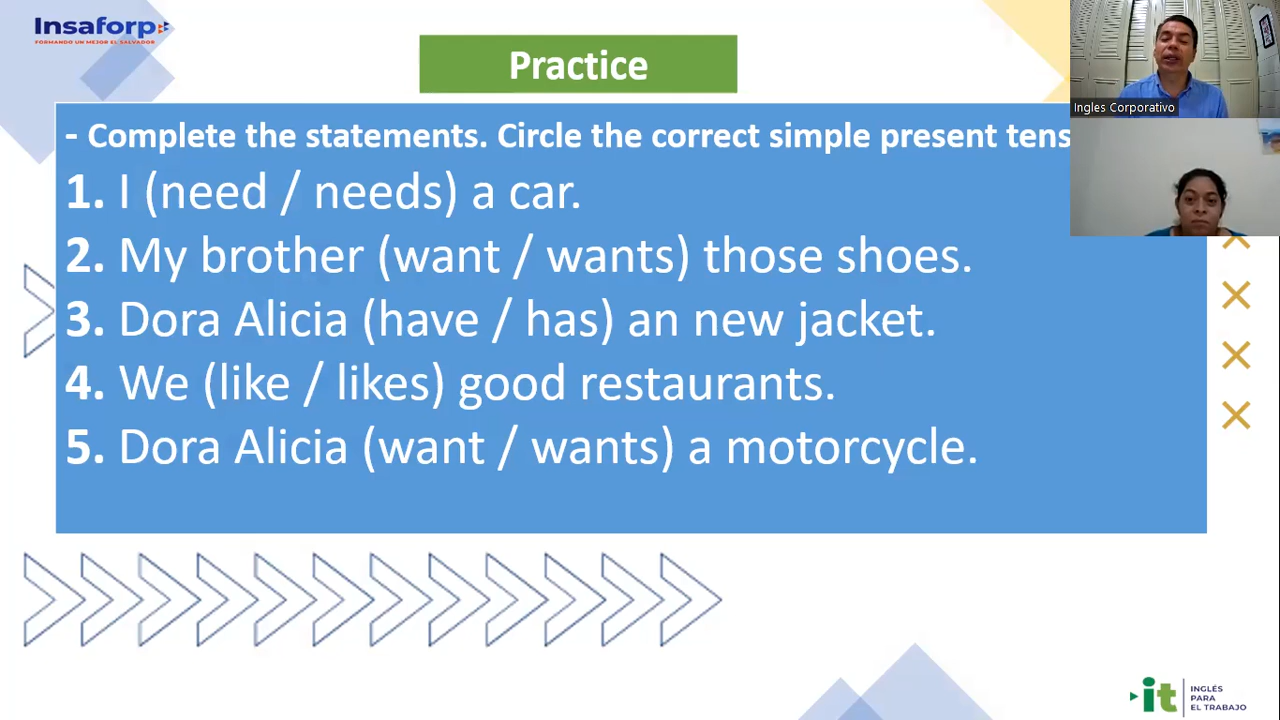 Insaforp
FORMANDO UN MEJOR EL SALVADOR
Practice
Ingles Corporativo
- Complete the statements. Circle the correct simple present tens
1. I (need / needs) a car.
2. My brother (want / wants) those shoes.
3. Dora Alicia (have / has) an new jacket.
4. We (like / likes) good restaurants.
5. Dora Alicia (want / wants) a motorcycle.
it
INGLÉS
PARA
EL TRABAJO